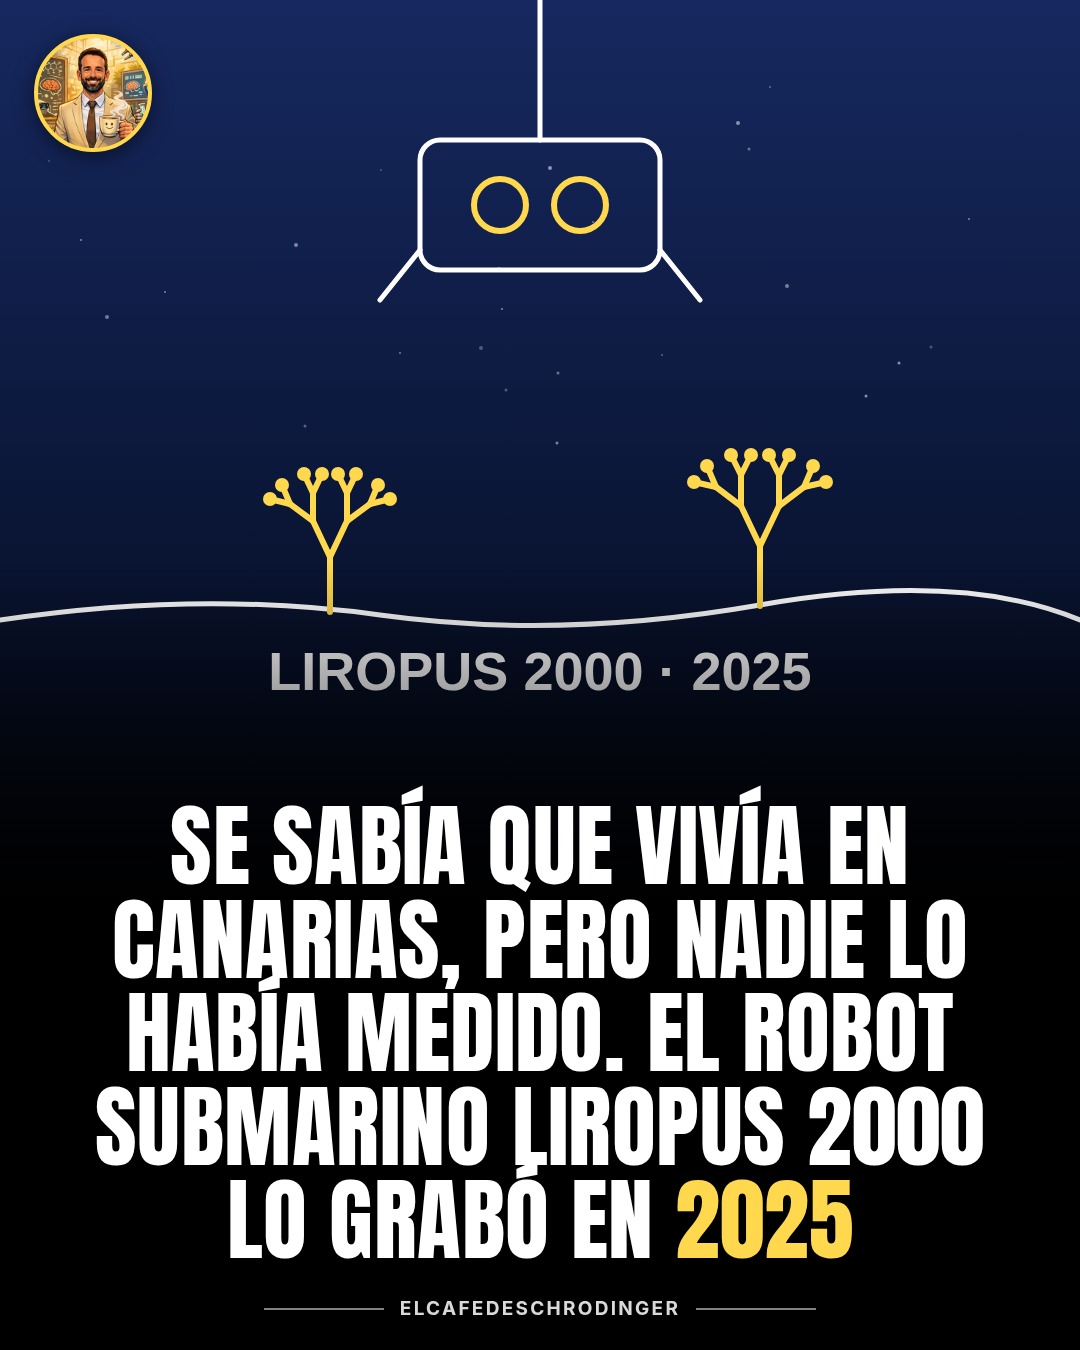 LIROPUS 2000 · 2025
SE SABÍA QUE VIVÍA EN
CANARIAS, PERO NADIE LO
HABÍA MEDIDO. EL ROBOT
SUBMARINO LIROPUS 2000
LO GRABÓ EN 2025
ELCAFEDESCHRODINGER